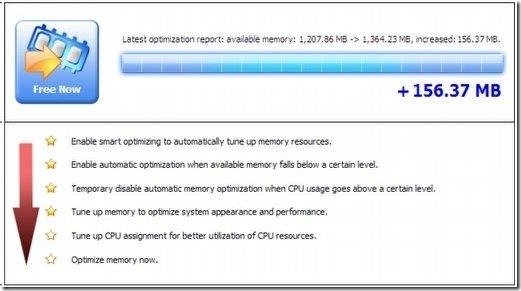 Latest optimization report: available memory: 1,207.86 MB -> 1,364.23 MB, increased: 156.37 MB.
Free Now
+156.37 MB
Enable smart optimizing to automatically tune up memory resources.
Enable automatic optimization when available memory falls below a certain level.
Temporary disable automatic memory optimization when CPU usage goes above a certain level.
Tune up memory to optimize system appearance and performance.
Tune up CPU assignment for better utilization of CPU resources.
Optimize memory now.